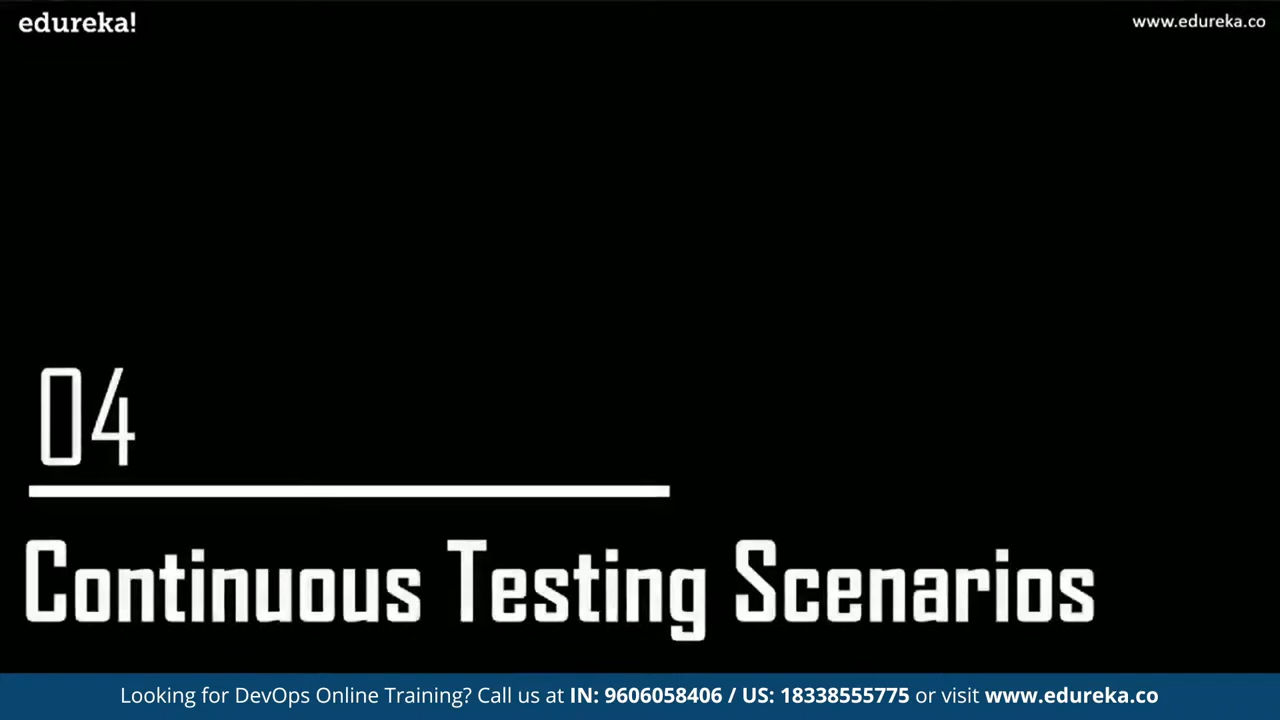 edureka!
www.edureka.co
04
Continuous Testing Scenarios
Looking for DevOps Online Training? Call us at IN: 9606058406 / US: 18338555775 or visit www.edureka.co